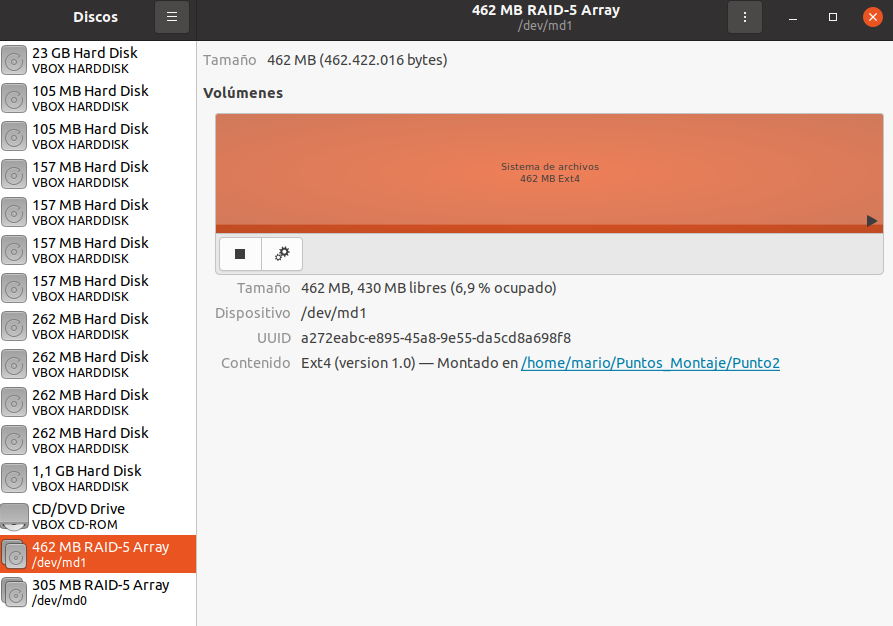 Discos
462 MB RAID-5 Array
/dev/md1
23 GB Hard Disk
VBOX HARDDISK
105 MB Hard Disk
VBOX HARDDISK
105 MB Hard Disk
VBOX HARDDISK
157 MB Hard Disk
VBOX HARDDISK
157 MB Hard Disk
VBOX HARDDISK
157 MB Hard Disk
VBOX HARDDISK
157 MB Hard Disk
VBOX HARDDISK
262 MB Hard Disk
VBOX HARDDISK
262 MB Hard Disk
VBOX HARDDISK
262 MB Hard Disk
VBOX HARDDISK
262 MB Hard Disk
VBOX HARDDISK
1,1 GB Hard Disk
VBOX HARDDISK
CD/DVD Drive
VBOX CD-ROM
462 MB RAID-5 Array
/dev/md1
305 MB RAID-5 Array
/dev/md0
Tamaño 462 MB (462.422.016 bytes)
Volúmenes
Sistema de archivos
462 MB Ext4
Tamaño 462 MB, 430 MB libres (6,9 % ocupado)
Dispositivo /dev/md1
UUID a272eabc-e895-45a8-9e55-da5cd8a698f8
Contenido Ext4 (version 1.0) — Montado en /home/mario/Puntos_Montaje/Punto2